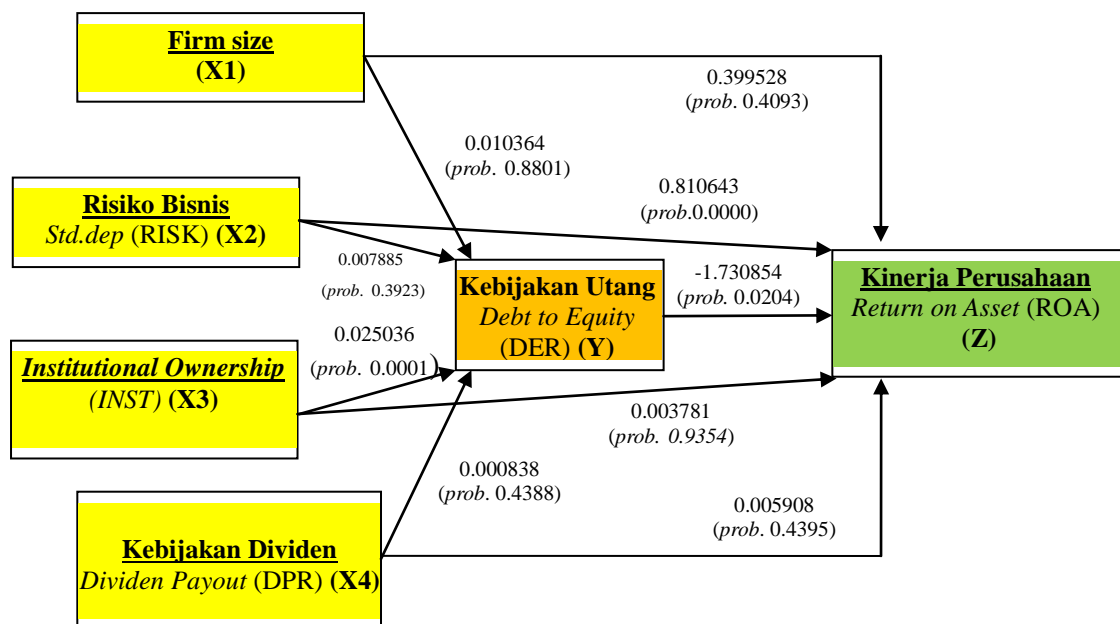 Firm size
(X1)
0.399528
(prob. 0.4093)
0.010364
(prob. 0.8801)
Risiko Bisnis
Std.dep (RISK) (X2)
0.810643
(prob.0.0000)
0.007885
(prob. 0.3923)
Kebijakan Utang
Debt to Equity
(DER) (Y)
-1.730854
(prob. 0.0204)
Kinerja Perusahaan
Return on Asset (ROA)
(Z)
0.025036
(prob. 0.0001)
Institutional Ownership
(INST) (X3)
0.003781
(prob. 0.9354)
0.000838
(prob. 0.4388)
0.005908
(prob. 0.4395)
Kebijakan Dividen
Dividen Payout (DPR) (X4)